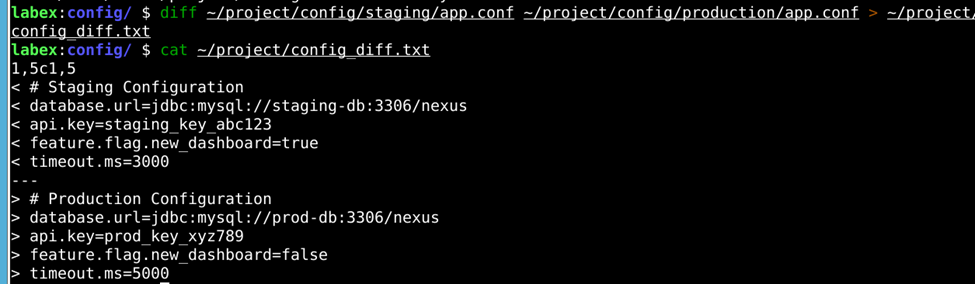 labex:config/ $ diff ~/project/config/staging/app.conf ~/project/config/production/app.conf > ~/project/
config_diff.txt
labex:config/ $ cat ~/project/config_diff.txt
1,5c1,5
< # Staging Configuration
< database.url=jdbc:mysql://staging-db:3306/nexus
< api.key=staging_key_abc123
< feature.flag.new_dashboard=true
< timeout.ms=3000
---
> # Production Configuration
> database.url=jdbc:mysql://prod-db:3306/nexus
> api.key=prod_key_xyz789
> feature.flag.new_dashboard=false
> timeout.ms=5000